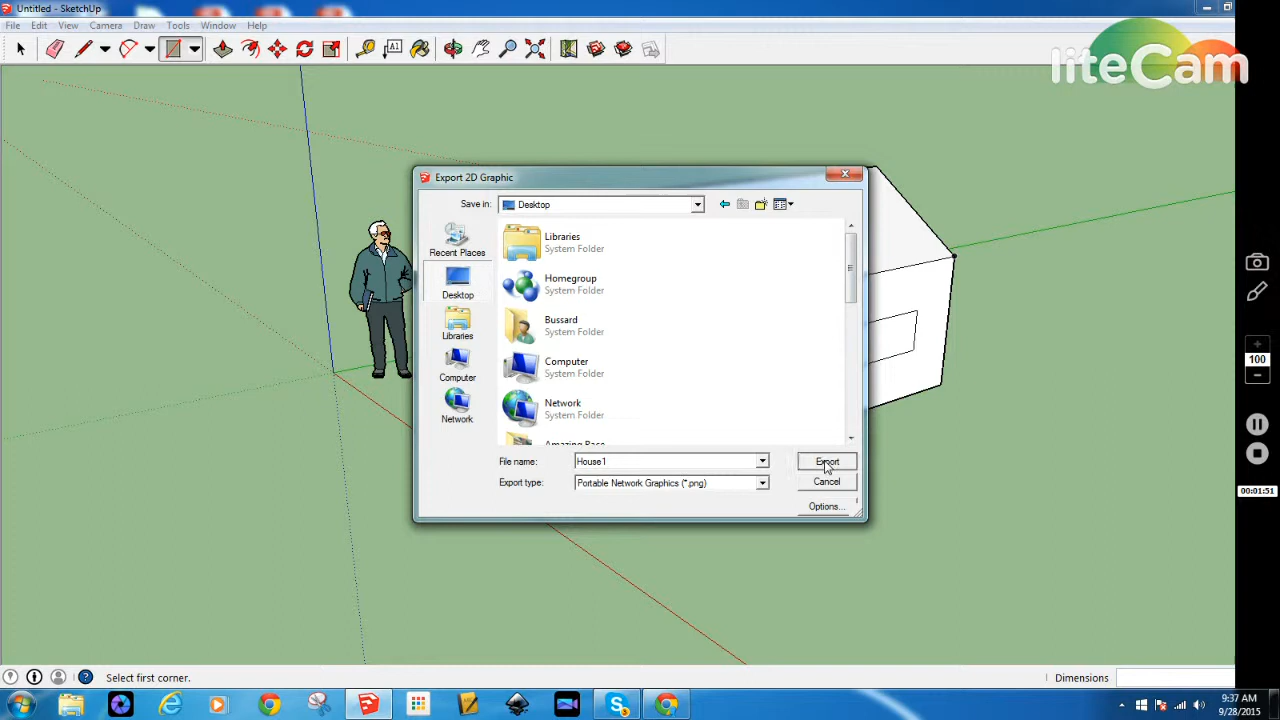 Untitled - SketchUp
File Edit View Camera Draw Tools Window Help
A1
liteCam
Export 2D Graphic
Save in: Desktop
Recent Places
Desktop
Libraries
Computer
Network
Libraries
System Folder
Homegroup
System Folder
Bussard
System Folder
Computer
System Folder
Network
System Folder
Amazing Race
File name: House1 Export
Export type: Portable Network Graphics (*.png) Cancel
Options...
100
00:01:51
Select first corner. Dimensions
9:37 AM
9/28/2015